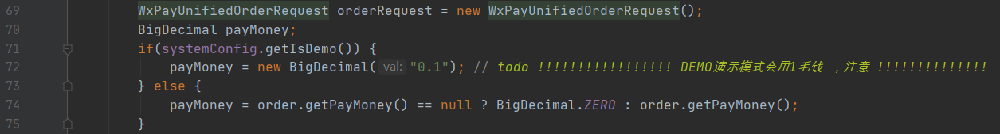 69 WxPayUnifiedOrderRequest orderRequest = new WxPayUnifiedOrderRequest();
70 BigDecimal payMoney;
71 if(systemConfig.getIsDemo()) {
72 payMoney = new BigDecimal( val: "0.1"); // todo !!!!!!!!!!!!!!!!! DEMO演示模式会用1毛钱 ，注意 !!!!!!!!!!!!!!
73 } else {
74 payMoney = order.getPayMoney() == null ? BigDecimal.ZERO : order.getPayMoney();
75 }